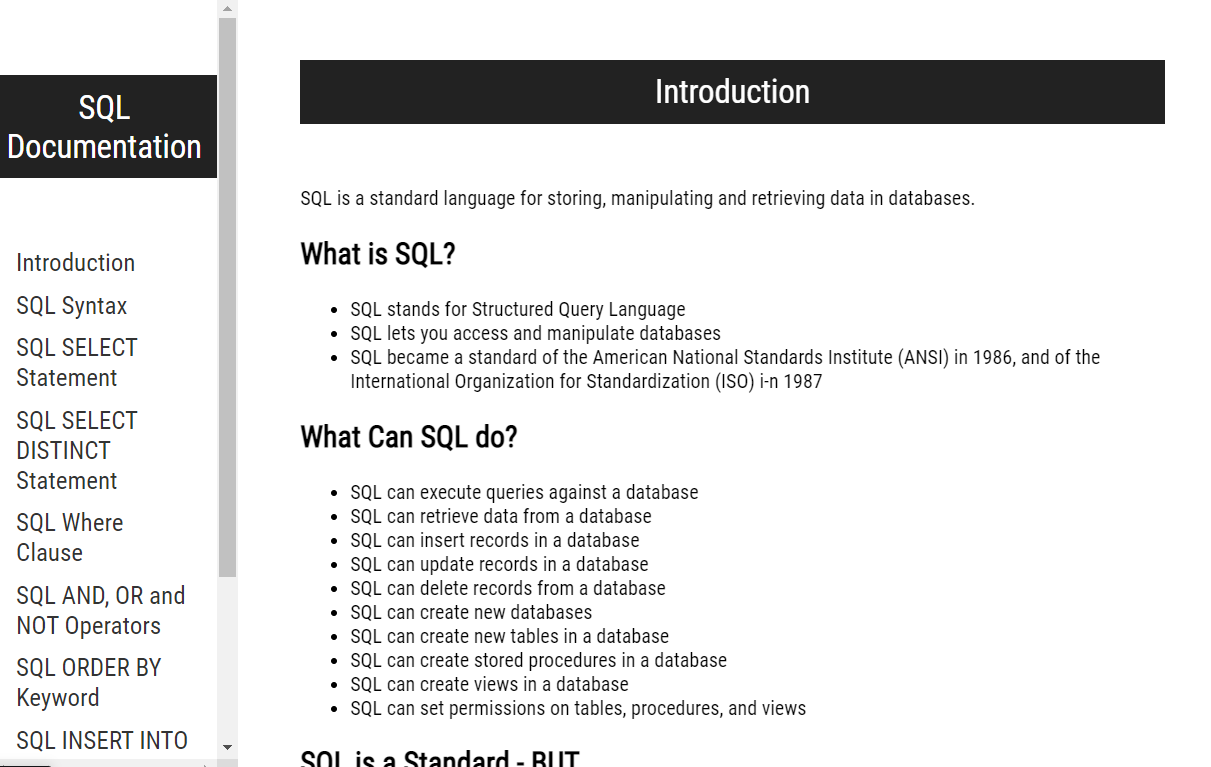 SQL
Documentation
Introduction
SQL Syntax
SQL SELECT
Statement
SQL SELECT
DISTINCT
Statement
SQL Where
Clause
SQL AND, OR and
NOT Operators
SQL ORDER BY
Keyword
SQL INSERT INTO
Introduction
SQL is a standard language for storing, manipulating and retrieving data in databases.
What is SQL?
SQL stands for Structured Query Language
SQL lets you access and manipulate databases
SQL became a standard of the American National Standards Institute (ANSI) in 1986, and of the
International Organization for Standardization (ISO) i-n 1987
What Can SQL do?
SQL can execute queries against a database
SQL can retrieve data from a database
SQL can insert records in a database
SQL can update records in a database
SQL can delete records from a database
SQL can create new databases
SQL can create new tables in a database
SQL can create stored procedures in a database
SQL can create views in a database
SQL can set permissions on tables, procedures, and views
SQL is a Standard - BUT